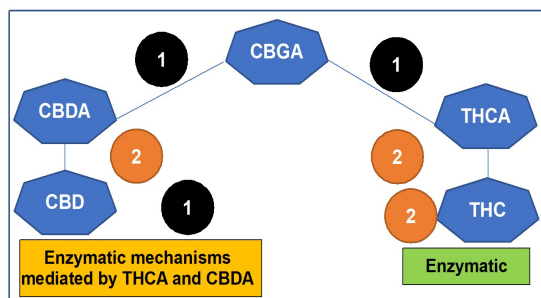 CBGA
1
1
CBDA
THCA
2
2
CBD
1
2
THC
Enzymatic mechanisms
mediated by THCA and CBDA
Enzymatic